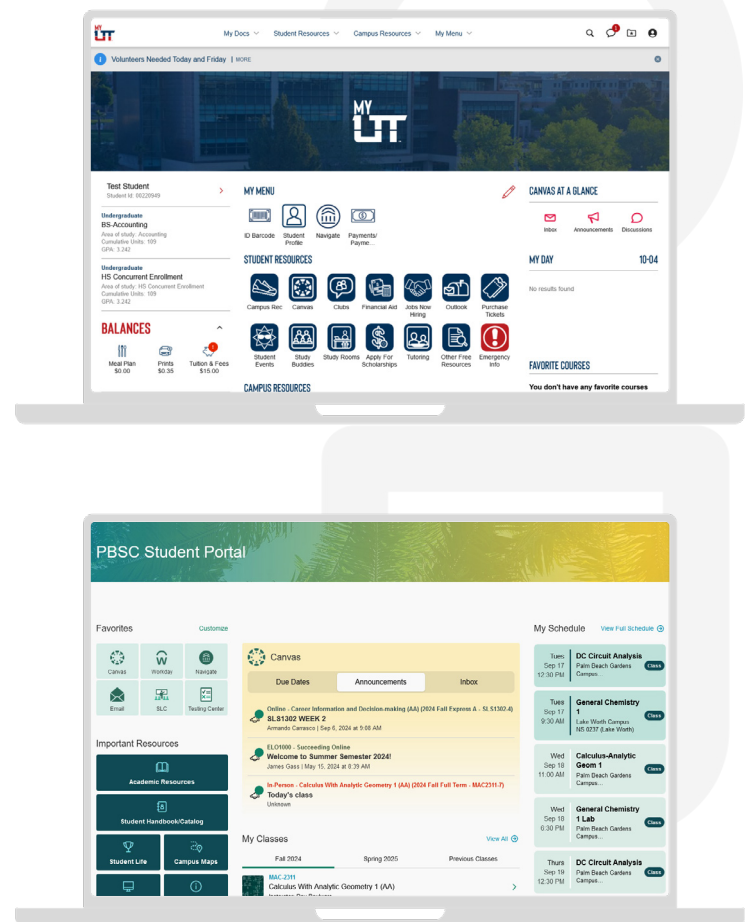 MY
UTT
My Docs
Student Resources
Campus Resources
My Menu
Volunteers Needed Today and Friday | MORE
MY
UTT
Test Student
Student Id: 00220949
Undergraduate
BS-Accounting
Area of study: Accounting
Cumulative Units: 109
GPA: 3.242
Undergraduate
HS Concurrent Enrollment
Area of study: HS Concurrent Enrollment
Cumulative Units: 109
GPA: 3.242
BALANCES
Meal Plan
$0.00
Prints
$0.35
Tuition & Fees
$15.00
MY MENU
ID Barcode
Student
Profile
Navigate
Payments/
Payme...
STUDENT RESOURCES
Campus Rec
Canvas
Clubs
Financial Aid
Jobs Now
Hiring
Outlook
Purchase
Tickets
Student
Events
Study
Buddies
Study Rooms
Apply For
Scholarships
Tutoring
Other Free
Resources
Emergency
Info
CAMPUS RESOURCES
CANVAS AT A GLANCE
Inbox
Announcements
Discussions
MY DAY 10-04
No results found
FAVORITE COURSES
You don't have any favorite courses
PBSC Student Portal
Favorites Customize
Canvas
Workday
Navigate
Email
SLC
Testing Center
Important Resources
Academic Resources
Student Handbook/Catalog
Student Life
Campus Maps
Canvas
Due Dates
Announcements
Inbox
Online - Career Information and Decision-making (AA) (2024 Fall Express A - SLS1302-4)
SLS1302 WEEK 2
Armando Carrasco | Sep 6, 2024 at 9:08 AM
ELO1000 - Succeeding Online
Welcome to Summer Semester 2024!
James Gass | May 15, 2024 at 8:39 AM
In-Person - Calculus With Analytic Geometry 1 (AA) (2024 Fall Full Term - MAC2311-7)
Today's class
Unknown
My Classes View All
Fall 2024
Spring 2025
Previous Classes
MAC-2311
Calculus With Analytic Geometry 1 (AA)
My Schedule View Full Schedule
Tues
Sep 17
12:30 PM
DC Circuit Analysis
Palm Beach Gardens
Campus...
Class
Tues
Sep 17
9:30 AM
General Chemistry
1
Lake Worth Campus
NS 0237 (Lake Worth)
Class
Wed
Sep 18
11:00 AM
Calculus-Analytic
Geom 1
Palm Beach Gardens
Campus...
Class
Wed
Sep 18
6:30 PM
General Chemistry
1 Lab
Palm Beach Gardens
Campus...
Class
Thurs
Sep 19
12:30 PM
DC Circuit Analysis
Palm Beach Gardens
Campus...
Class